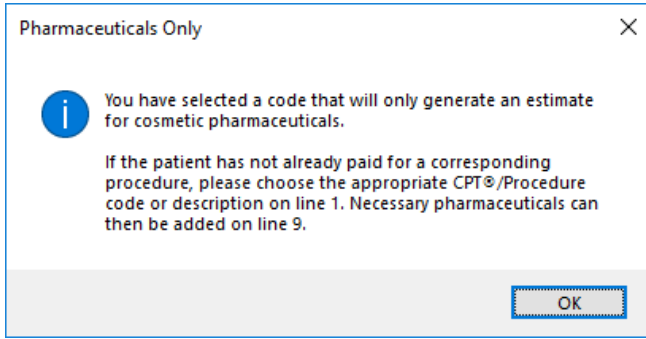 Pharmaceuticals Only
You have selected a code that will only generate an estimate
for cosmetic pharmaceuticals.
If the patient has not already paid for a corresponding
procedure, please choose the appropriate CPT®/Procedure
code or description on line 1. Necessary pharmaceuticals can
then be added on line 9.
OK